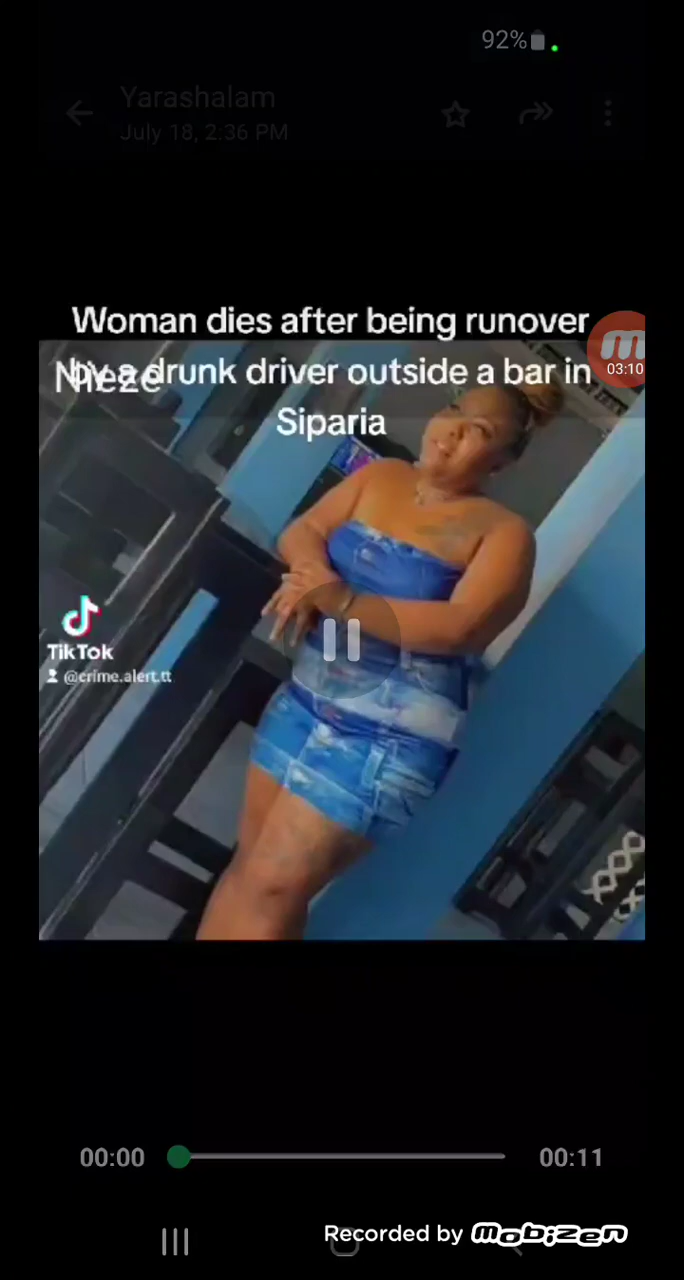 92%
Yarashalam
July 18, 2:36 PM
Woman dies after being runover
by a drunk driver outside a bar in
Siparia
Nieze
03:10
TikTok
@crime.alert.tt
00:00
00:11
Recorded by Mobizen